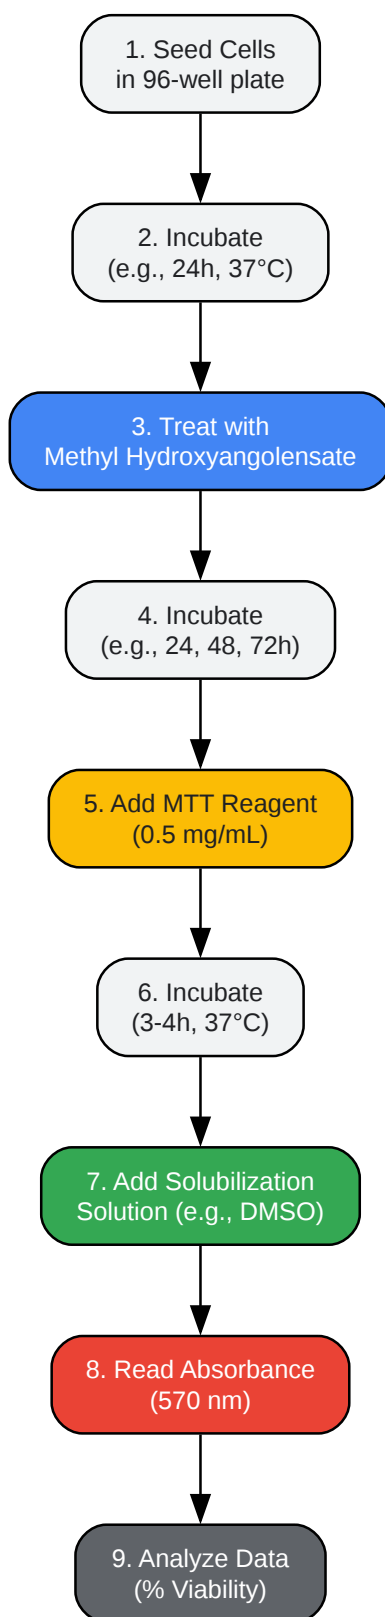 1. Seed Cells
in 96-well plate
2. Incubate
(e.g., 24h, 37°C)
3. Treat with
Methyl Hydroxyangolensate
4. Incubate
(e.g., 24, 48, 72h)
5. Add MTT Reagent
(0.5 mg/mL)
6. Incubate
(3-4h, 37°C)
7. Add Solubilization
Solution (e.g., DMSO)
8. Read Absorbance
(570 nm)
9. Analyze Data
(% Viability)